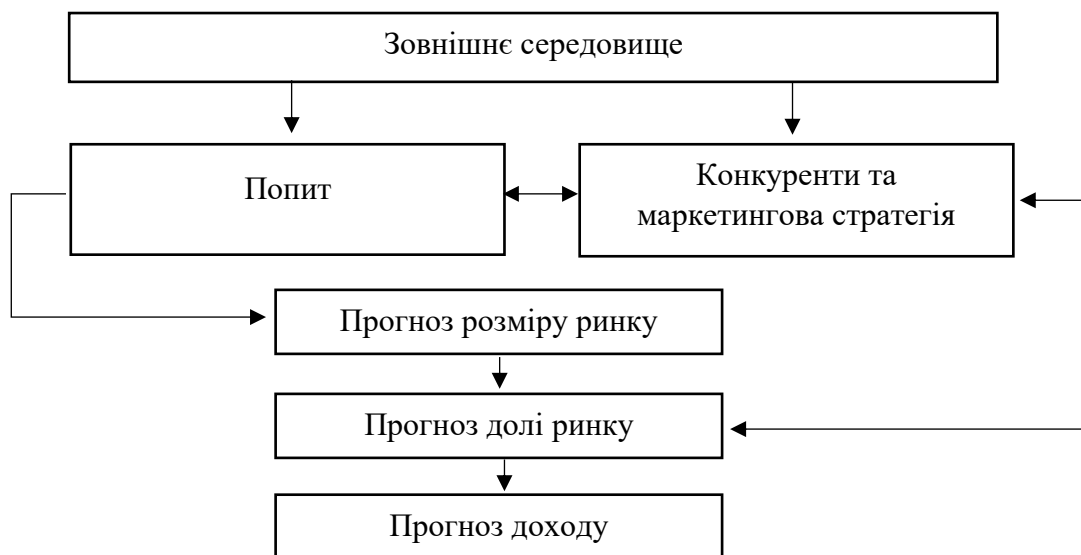 Зовнішнє середовище
Попит
Конкуренти та
маркетингова стратегія
Прогноз розміру ринку
Прогноз долі ринку
Прогноз доходу